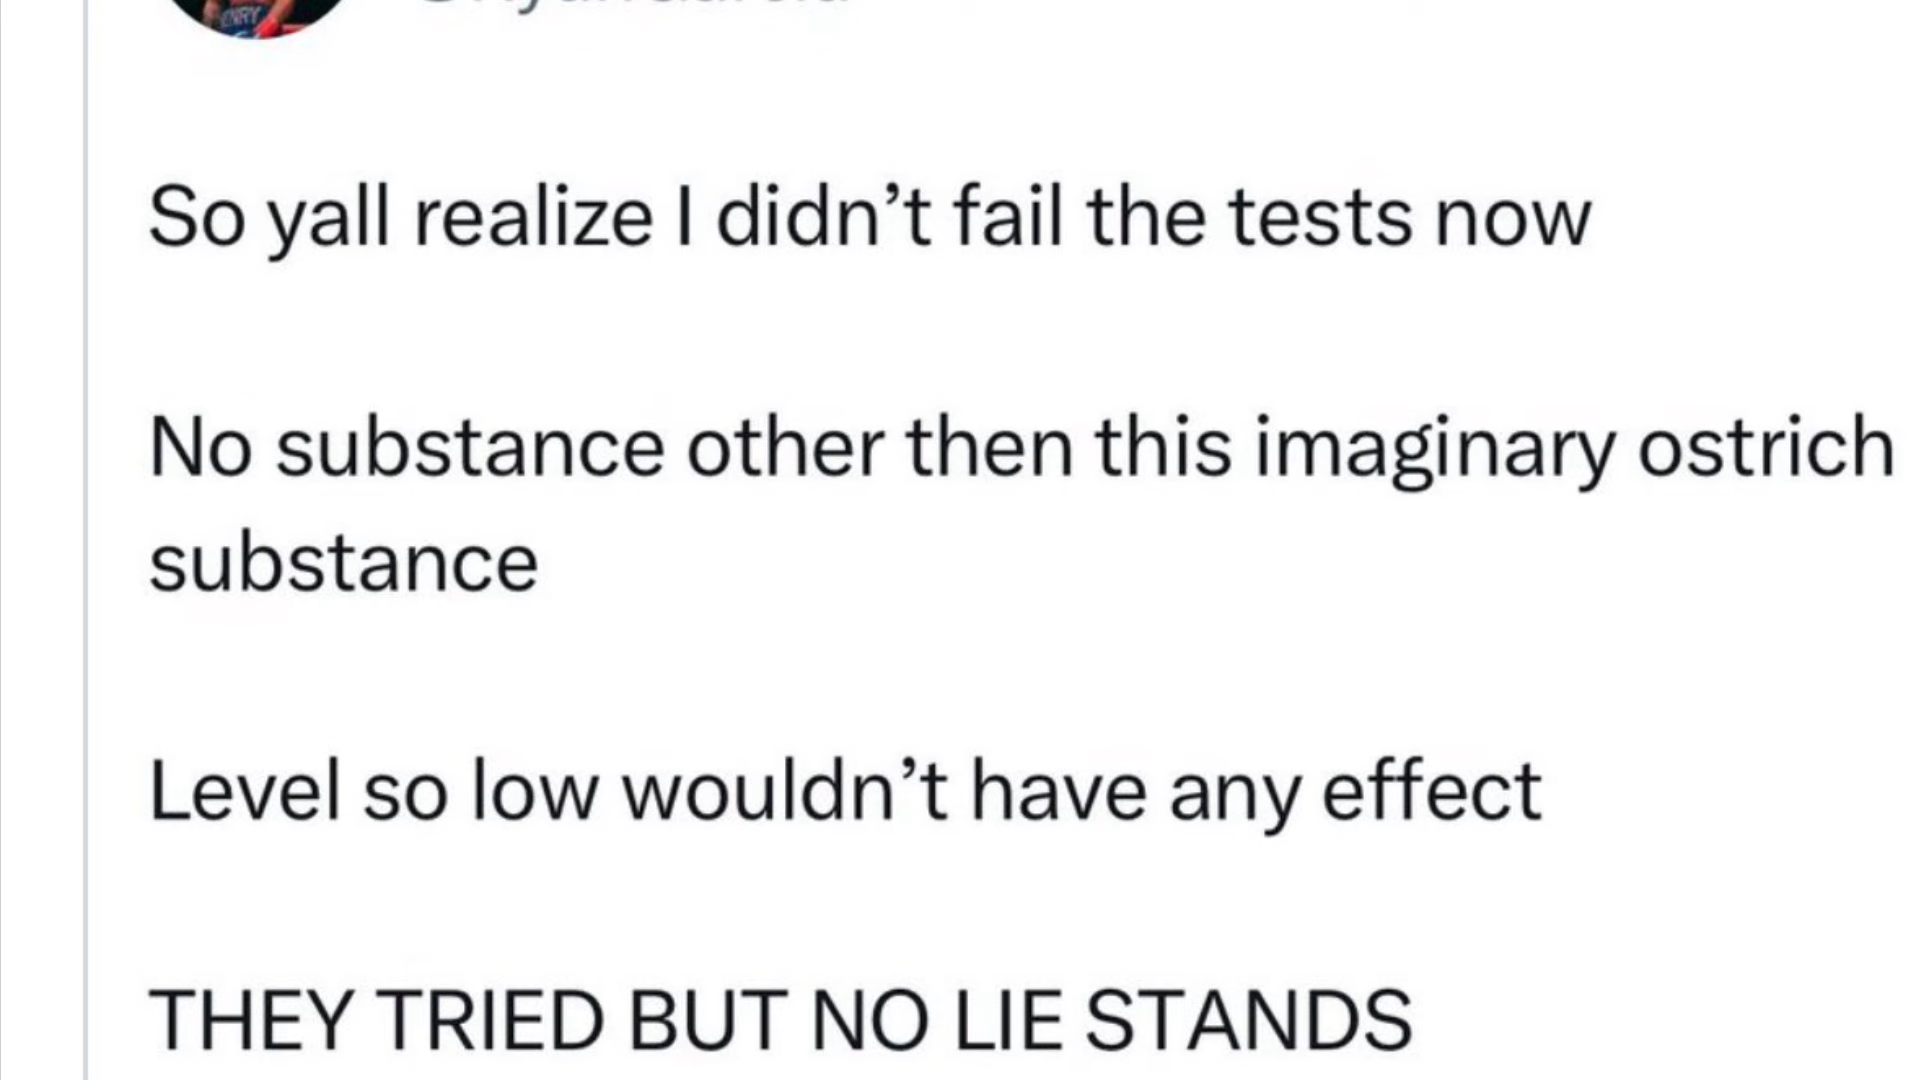 So yall realize I didn’t fail the tests now
No substance other then this imaginary ostrich
substance
Level so low wouldn’t have any effect
THEY TRIED BUT NO LIE STANDS